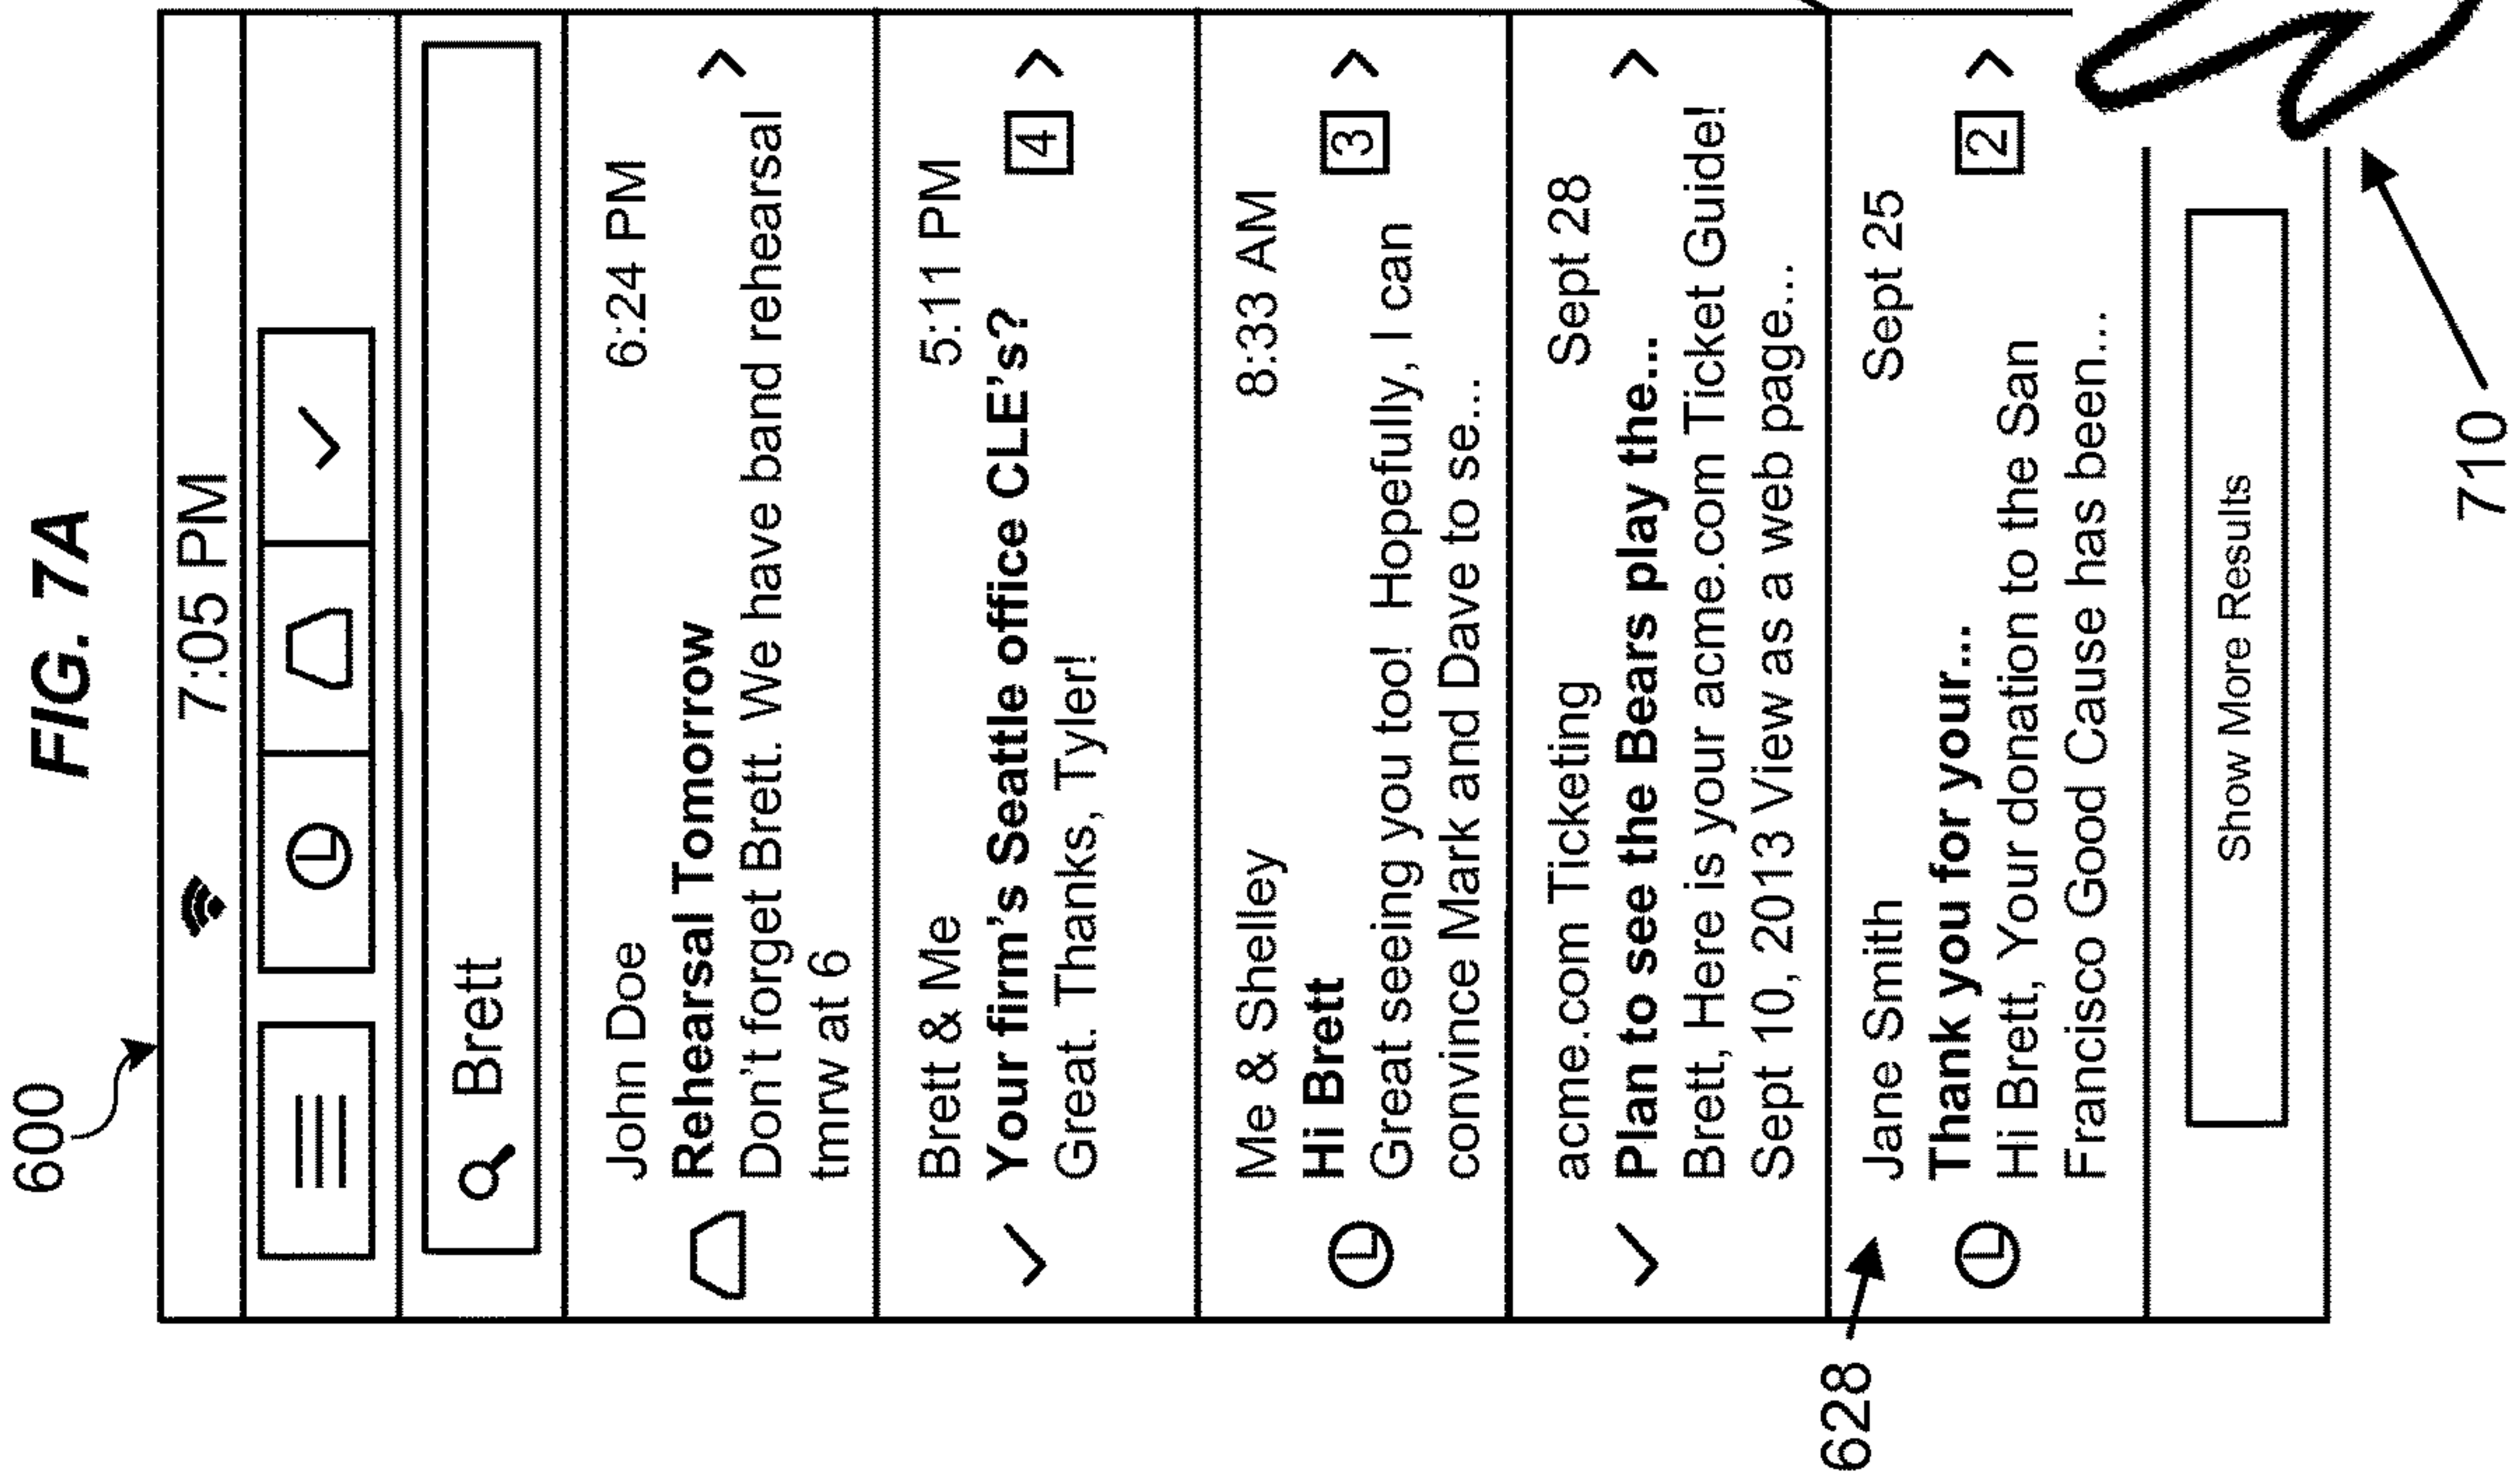 FIG. 7A
600
7:05 PM
Brett
John Doe 6:24 PM
Rehearsal Tomorrow
Don't forget Brett. We have band rehearsal
tmrw at 6
Brett & Me 5:11 PM
Your firm's Seattle office CLE's? 4
Great. Thanks, Tyler!
Me & Shelley 8:33 AM
Hi Brett 3
Great seeing you too! Hopefully, I can
convince Mark and Dave to se...
acme.com Ticketing Sept 28
Plan to see the Bears play the...
Brett, Here is your acme.com Ticket Guide!
Sept 10, 2013 View as a web page...
628
Jane Smith Sept 25
Thank you for your... 2
Hi Brett, Your donation to the San
Francisco Good Cause has been...
Show More Results
710